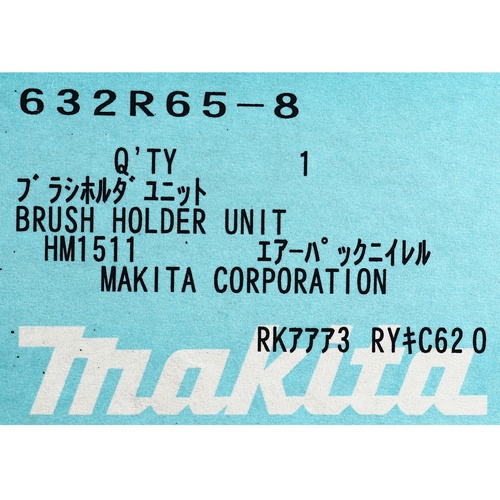 632R65-8
Q'TY 1
ﾌﾞﾗｼﾎﾙﾀﾞﾕﾆｯﾄ
BRUSH HOLDER UNIT
HM1511 ｴｱｰﾊﾟｯｸﾆｲﾚﾙ
MAKITA CORPORATION
RKｱｱｱ3 RYｷC620
makita